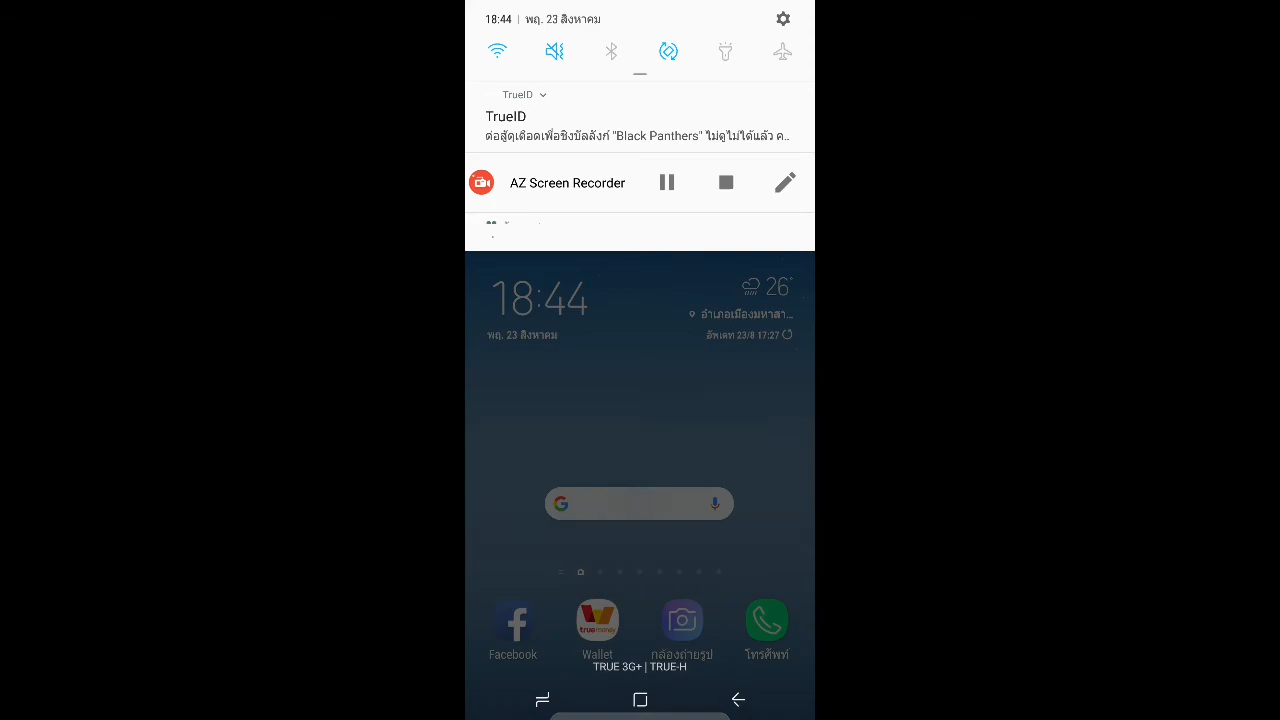 18:44 | พฤ. 23 สิงหาคม
TrueID
TrueID
ต่อสู้ดุเดือดเพื่อชิงบัลลังก์ "Black Panthers" ไม่ดูไม่ได้แล้ว ค..
AZ Screen Recorder
18:44
26°
อำเภอเมืองมหาสา...
พฤ. 23 สิงหาคม
อัพเดท 23/8 17:27
Facebook
truemoney
Wallet
กล้องถ่ายรูป
โทรศัพท์
TRUE 3G+ | TRUE-H